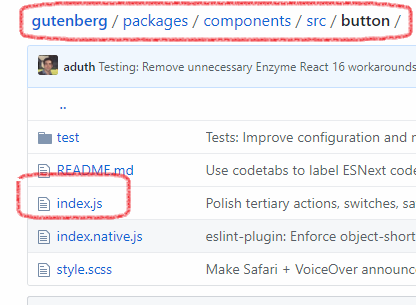 gutenberg / packages / components / src / button /
aduth Testing: Remove unnecessary Enzyme React 16 workarounds
..
test Tests: Improve configuration and
README.md Use codetabs to label ESNext code
index.js Polish tertiary actions, switches, sa
index.native.js eslint-plugin: Enforce object-short
style.scss Make Safari + VoiceOver announc